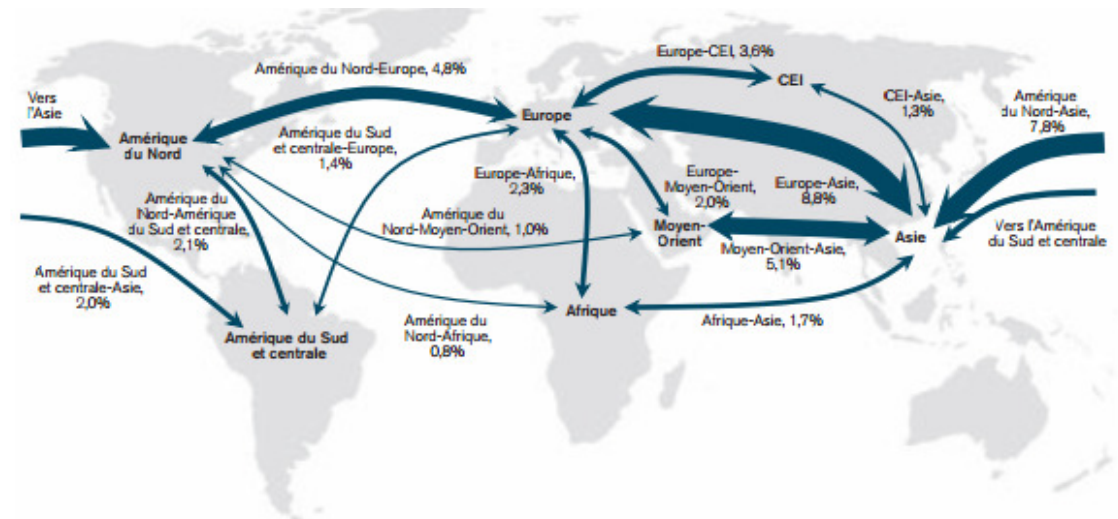 Amérique du Nord-Europe, 4,8%
Europe-CEI, 3,6%
CEI
CEI-Asie,
1,3%
Amérique
du Nord-Asie,
7,8%
Vers
l'Asie
Amérique
du Nord
Amérique du Sud
et centrale-Europe,
1,4%
Europe
Europe-Afrique,
2,3%
Europe-
Moyen-Orient,
2,0%
Europe-Asie,
8,8%
Amérique du
Nord-Amérique
du Sud et centrale,
2,1%
Amérique du
Nord-Moyen-Orient, 1,0%
Moyen-
Orient
Moyen-Orient-Asie,
5,1%
Asie
Vers l'Amérique
du Sud et centrale
Amérique du Sud
et centrale-Asie,
2,0%
Amérique du Sud
et centrale
Amérique du
Nord-Afrique,
0,8%
Afrique
Afrique-Asie, 1,7%